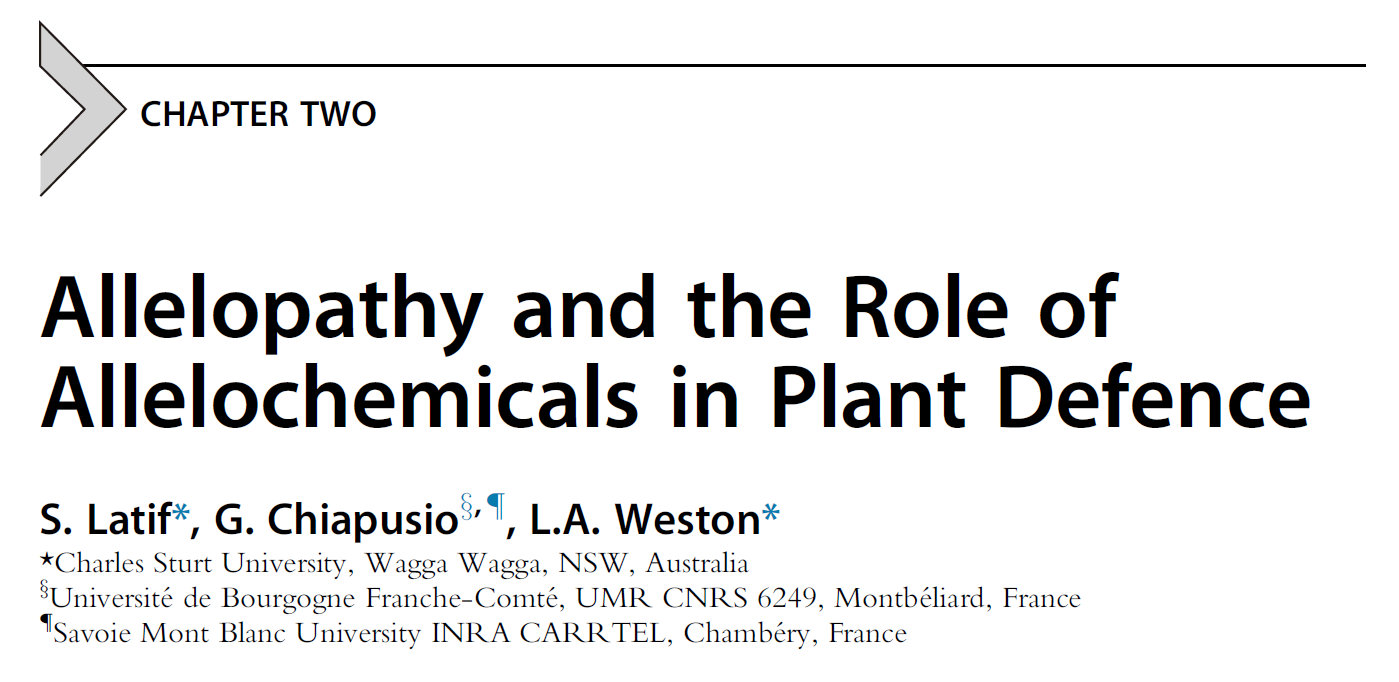 CHAPTER TWO
Allelopathy and the Role of
Allelochemicals in Plant Defence
S. Latif*, G. Chiapusio§,¶, L.A. Weston*
*Charles Sturt University, Wagga Wagga, NSW, Australia
§Université de Bourgogne Franche-Comté, UMR CNRS 6249, Montbéliard, France
¶Savoie Mont Blanc University INRA CARRTEL, Chambéry, France